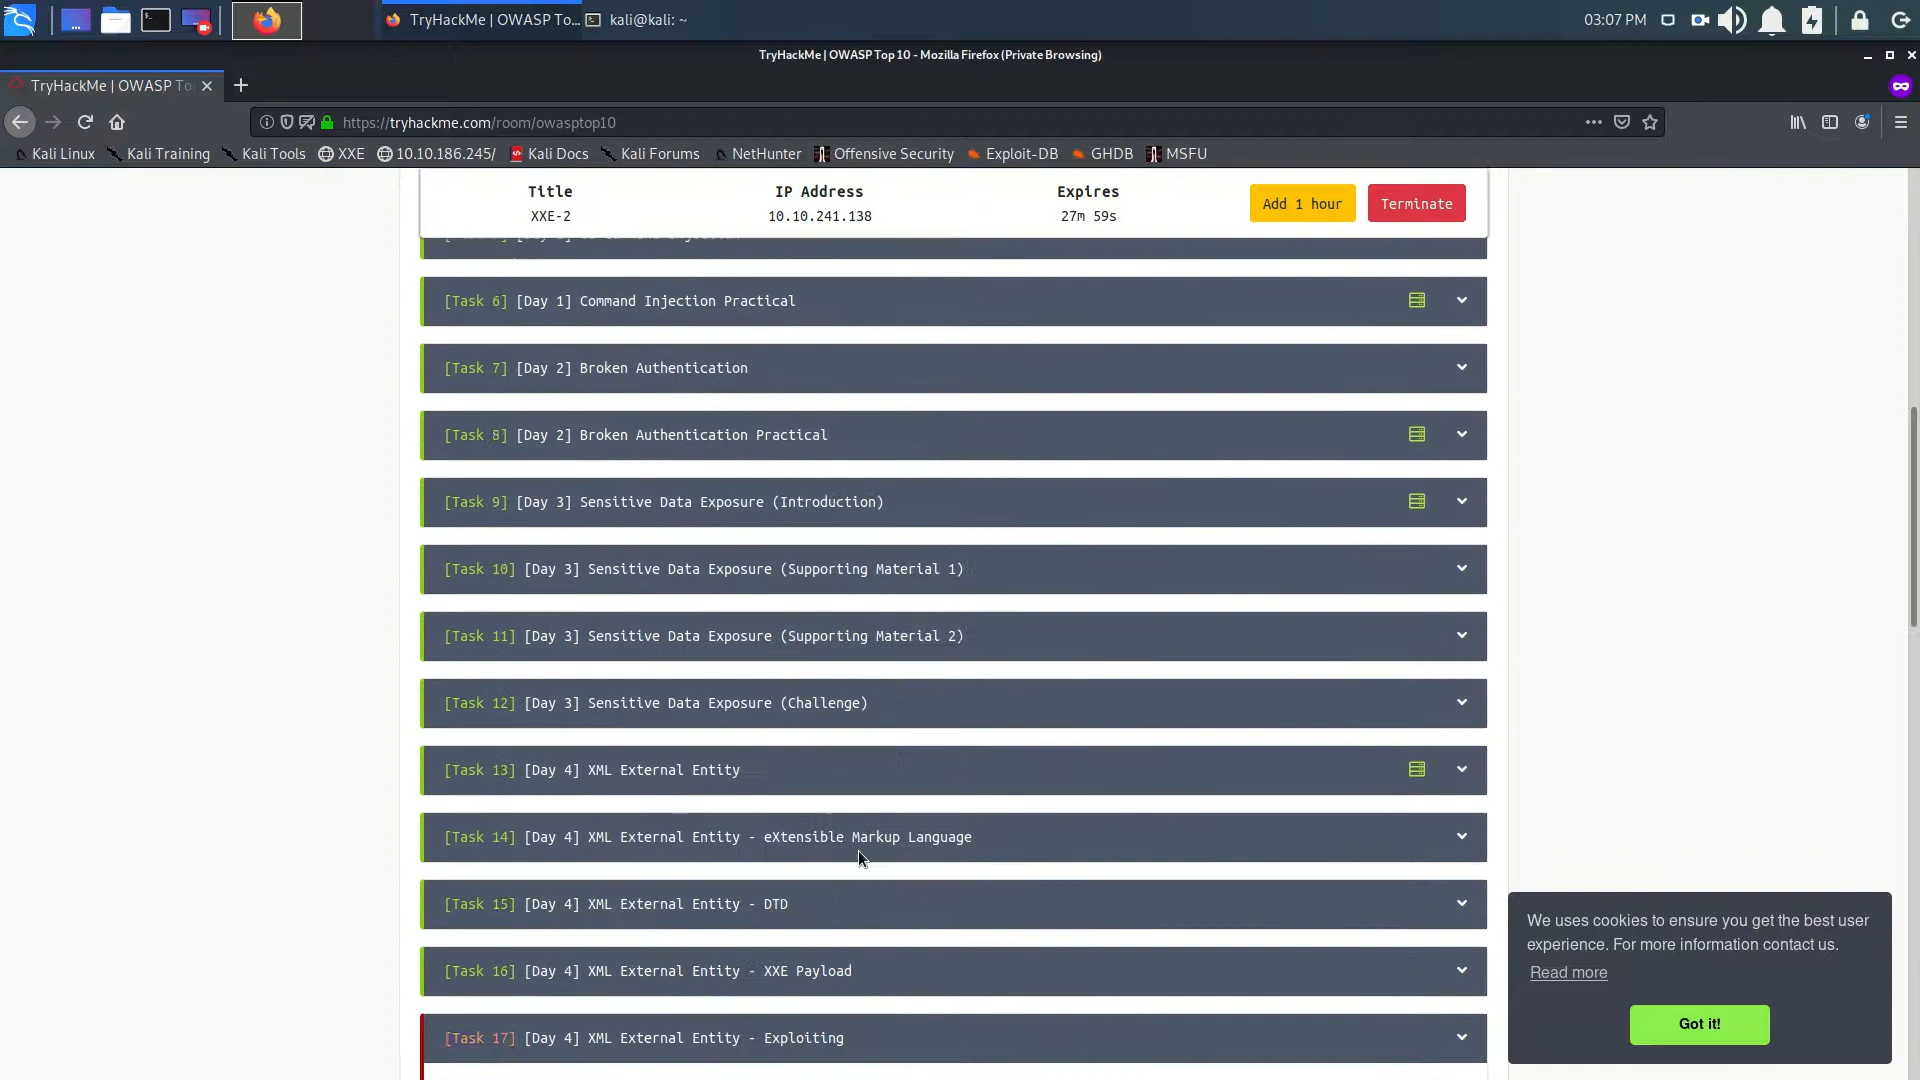 TryHackMe | OWASP To...
kali@kali: ~
03:07 PM
TryHackMe | OWASP Top 10 - Mozilla Firefox (Private Browsing)
TryHackMe | OWASP To
https://tryhackme.com/room/owasptop10
Kali Linux
Kali Training
Kali Tools
XXE
10.10.186.245/
Kali Docs
Kali Forums
NetHunter
Offensive Security
Exploit-DB
GHDB
MSFU
Title
IP Address
Expires
XXE-2
10.10.241.138
27m 59s
Add 1 hour
Terminate
[Task 6] [Day 1] Command Injection Practical
[Task 7] [Day 2] Broken Authentication
[Task 8] [Day 2] Broken Authentication Practical
[Task 9] [Day 3] Sensitive Data Exposure (Introduction)
[Task 10] [Day 3] Sensitive Data Exposure (Supporting Material 1)
[Task 11] [Day 3] Sensitive Data Exposure (Supporting Material 2)
[Task 12] [Day 3] Sensitive Data Exposure (Challenge)
[Task 13] [Day 4] XML External Entity
[Task 14] [Day 4] XML External Entity - eXtensible Markup Language
[Task 15] [Day 4] XML External Entity - DTD
[Task 16] [Day 4] XML External Entity - XXE Payload
[Task 17] [Day 4] XML External Entity - Exploiting
We uses cookies to ensure you get the best user
experience. For more information contact us.
Read more
Got it!